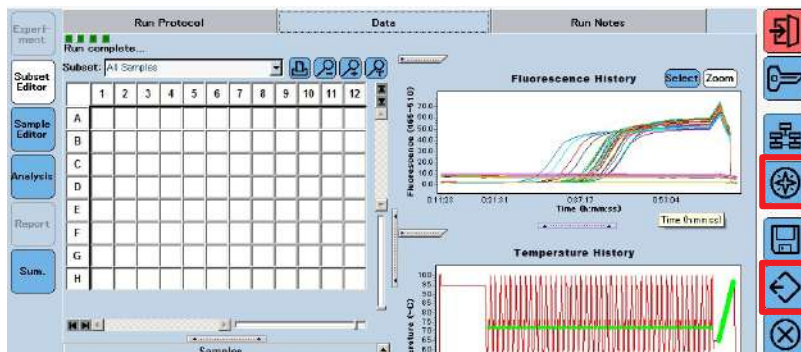 Experi-
ment
Subset
Editor
Sample
Editor
Analysis
Report
Sum.
Run Protocol
Data
Run Notes
Run complete...
Subset: All Samples
1 2 3 4 5 6 7 8 9 10 11 12
A
B
C
D
E
F
G
H
Samples
Fluorescence History
Select
Zoom
Fluorescence (465-510)
70.0
60.0
50.0
40.0
30.0
20.0
10.0
0.0
0:11:23 0:21:31 0:37:17 0:53:04
Time (h:mm:ss)
Time (h:mm:ss)
Temperature History
100
95
90
85
80
75
70
65
60